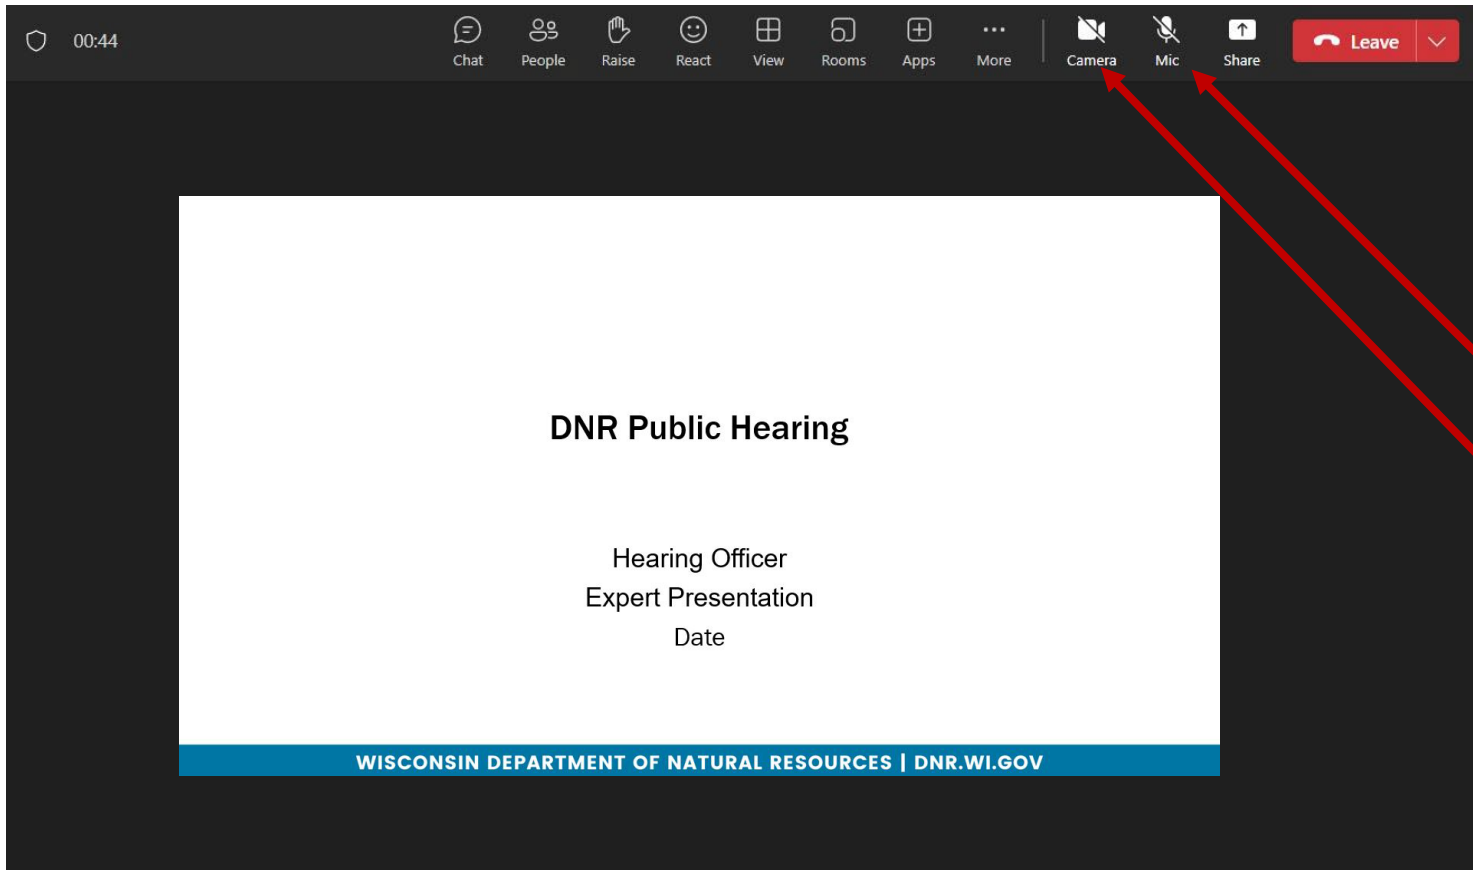 00:44
Chat People Raise React View Rooms Apps More Camera Mic Share Leave
DNR Public Hearing
Hearing Officer
Expert Presentation
Date
WISCONSIN DEPARTMENT OF NATURAL RESOURCES | DNR.WI.GOV